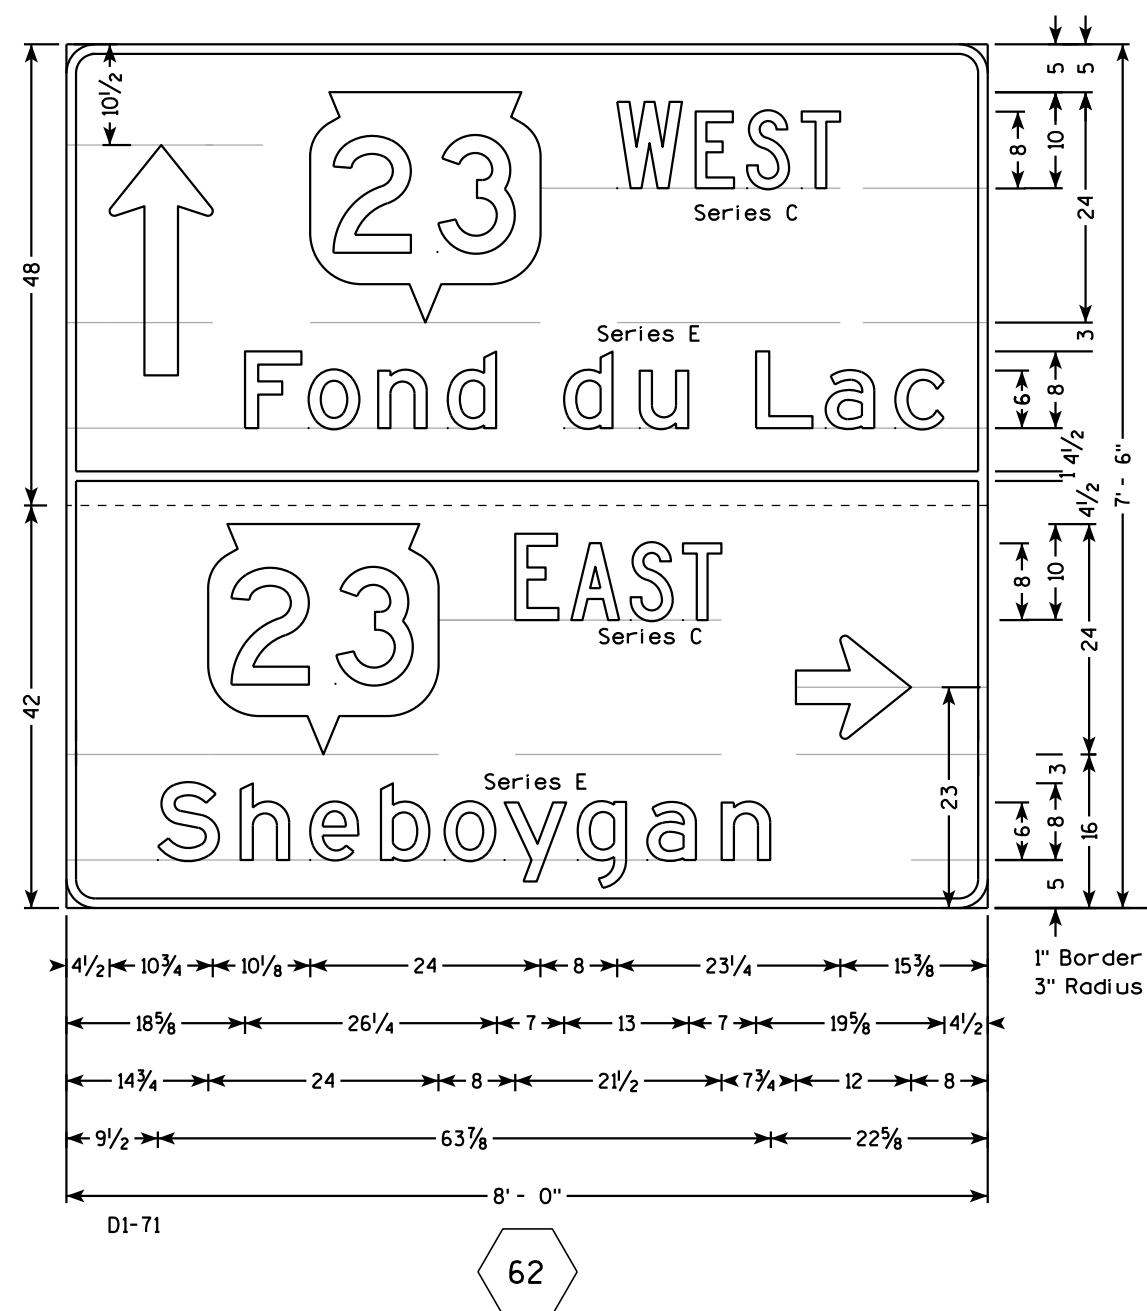 10½ 5 5
23 WEST 8 10
Series C 24
48
Series E 3
Fond du Lac 6 8
1 4½ 7' - 6"
4½
23 EAST 8 10
Series C 24
42
23
Series E 3
Sheboygan 6 8 16
5
1" Border
4½ 10¾ 10⅛ 24 8 23¼ 15⅜
3" Radius
18⅝ 26¼ 7 13 7 19⅝ 4½
14¾ 24 8 21½ 7¾ 12 8
9½ 63⅞ 22⅝
8' - 0"
D1-71
62